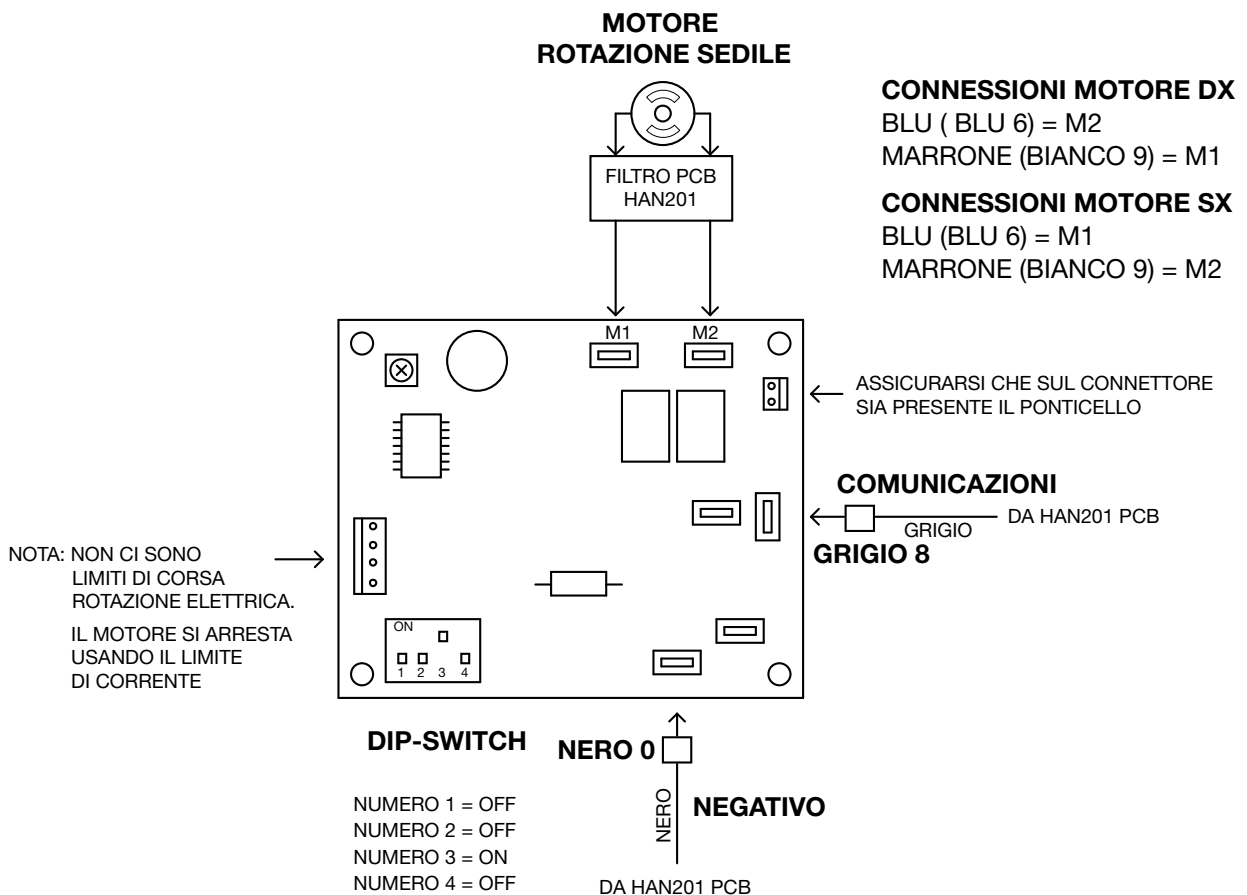 MOTORE
ROTAZIONE SEDILE
FILTRO PCB
HAN201
CONNESSIONI MOTORE DX
BLU ( BLU 6) = M2
MARRONE (BIANCO 9) = M1
CONNESSIONI MOTORE SX
BLU (BLU 6) = M1
MARRONE (BIANCO 9) = M2
M1
M2
ASSICURARSI CHE SUL CONNETTORE
SIA PRESENTE IL PONTICELLO
COMUNICAZIONI
DA HAN201 PCB
GRIGIO
GRIGIO 8
NOTA: NON CI SONO
LIMITI DI CORSA
ROTAZIONE ELETTRICA.
IL MOTORE SI ARRESTA
USANDO IL LIMITE
DI CORRENTE
ON
1 2 3 4
DIP-SWITCH
NUMERO 1 = OFF
NUMERO 2 = OFF
NUMERO 3 = ON
NUMERO 4 = OFF
NERO 0
NERO
NEGATIVO
DA HAN201 PCB